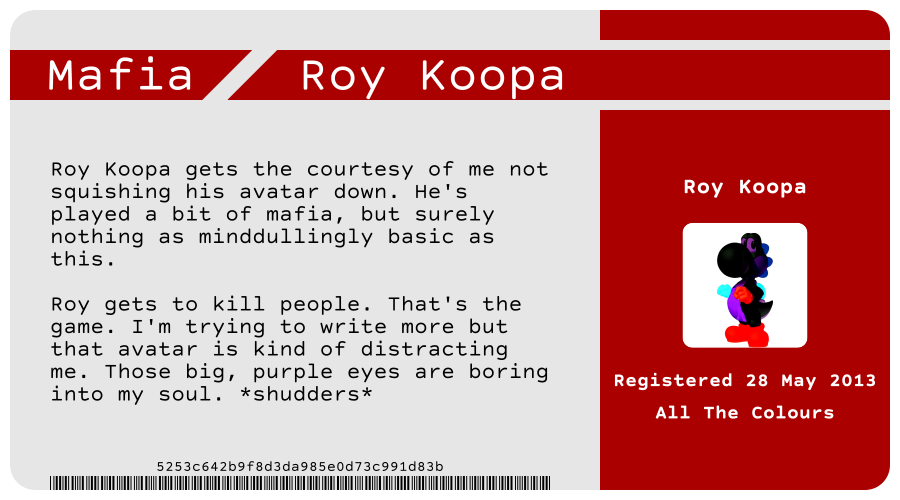 Mafia Roy Koopa
Roy Koopa gets the courtesy of me not
squishing his avatar down. He's
played a bit of mafia, but surely
nothing as minddullingly basic as
this.
Roy gets to kill people. That's the
game. I'm trying to write more but
that avatar is kind of distracting
me. Those big, purple eyes are boring
into my soul. *shudders*
5253c642b9f8d3da985e0d73c991d83b
Roy Koopa
Registered 28 May 2013
All The Colours